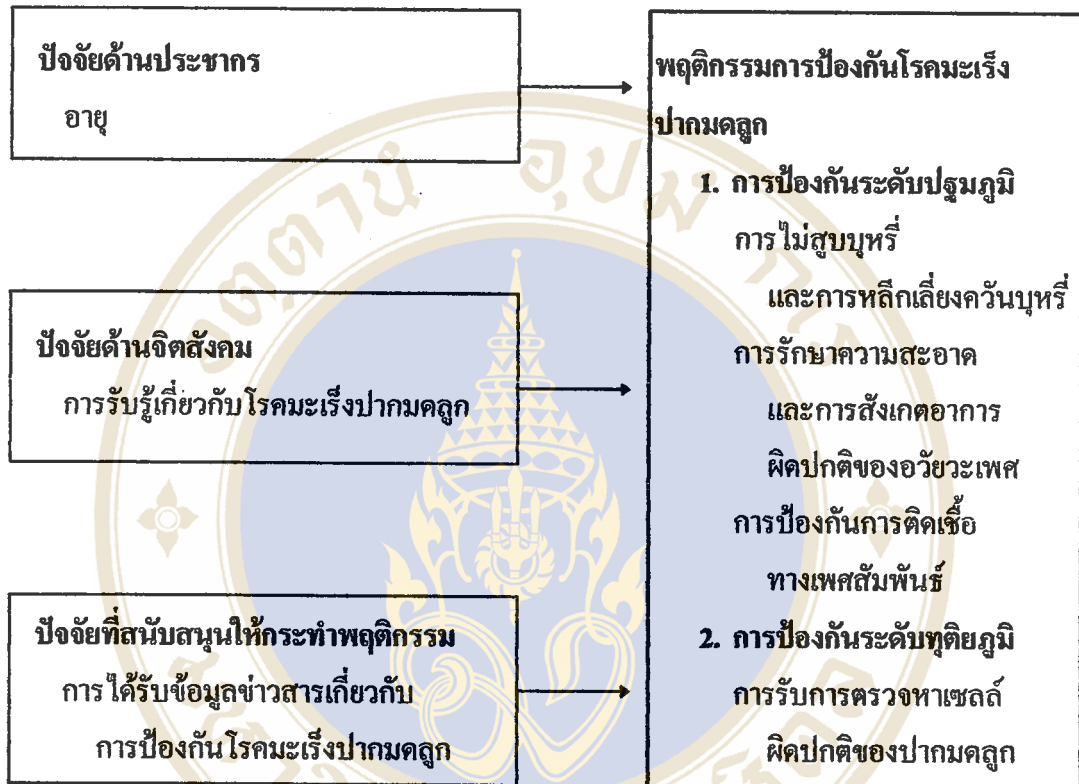 ปัจจัยด้านประชากร
อายุ
ปัจจัยด้านจิตสังคม
การรับรู้เกี่ยวกับโรคมะเร็งปากมดลูก
ปัจจัยที่สนับสนุนให้กระทำพฤติกรรม
การได้รับข้อมูลข่าวสารเกี่ยวกับ
การป้องกันโรคมะเร็งปากมดลูก
พฤติกรรมการป้องกันโรคมะเร็ง
ปากมดลูก
1. การป้องกันระดับปฐมภูมิ
การไม่สูบบุหรี่
และการหลีกเลี่ยงควันบุหรี่
การรักษาความสะอาด
และการสังเกตอาการ
ผิดปกติของอวัยวะเพศ
การป้องกันการติดเชื้อ
ทางเพศสัมพันธ์
2. การป้องกันระดับทุติยภูมิ
การรับการตรวจหาเซลล์
ผิดปกติของปากมดลูก